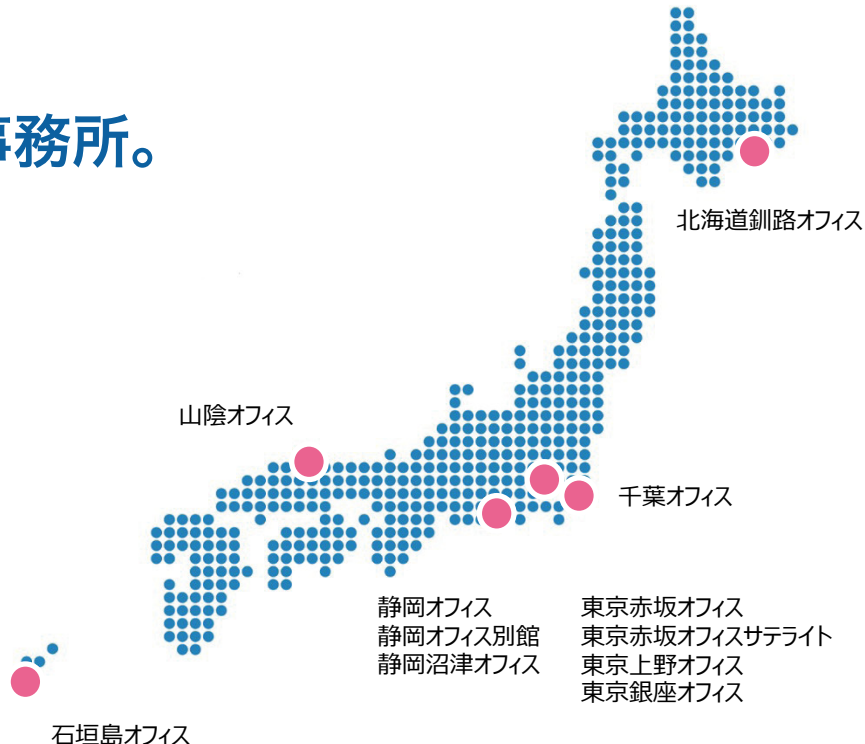 事務所。
北海道釧路オフィス
山陰オフィス
千葉オフィス
静岡オフィス
静岡オフィス別館
静岡沼津オフィス
東京赤坂オフィス
東京赤坂オフィスサテライト
東京上野オフィス
東京銀座オフィス
石垣島オフィス